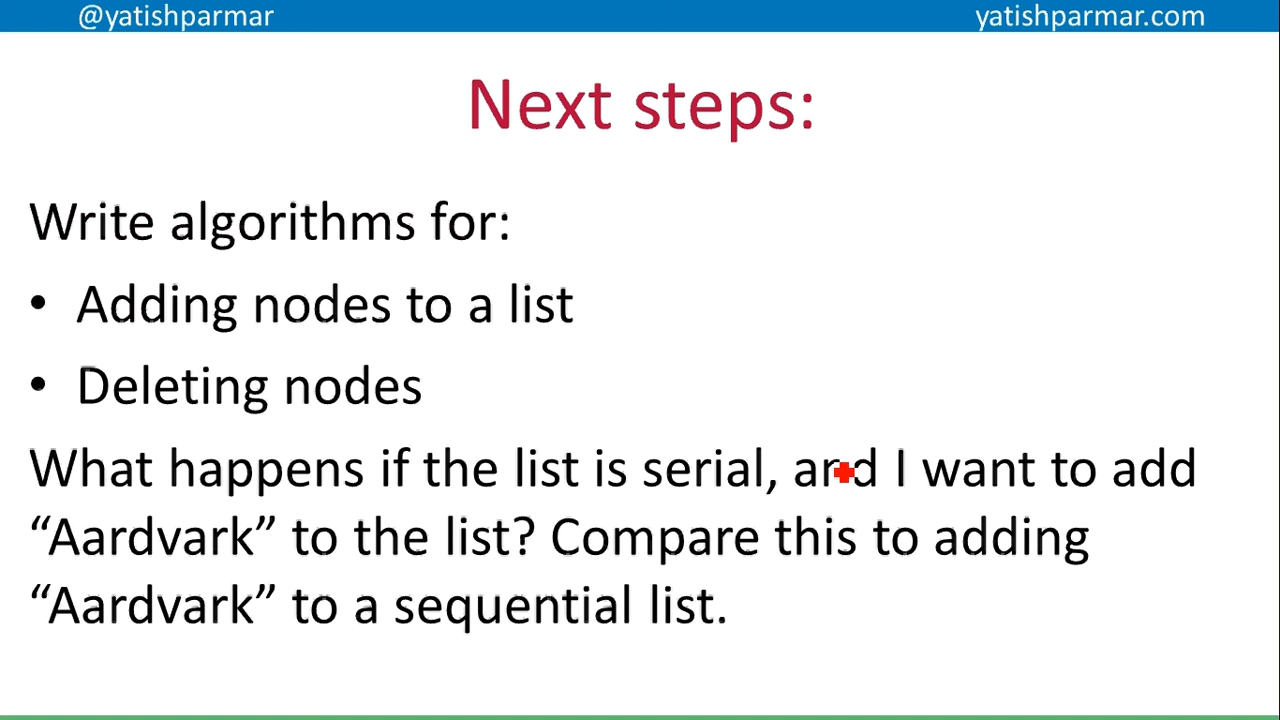 @yatishparmar
yatishparmar.com
Next steps:
Write algorithms for:
• Adding nodes to a list
• Deleting nodes
What happens if the list is serial, and I want to add
“Aardvark” to the list? Compare this to adding
“Aardvark” to a sequential list.